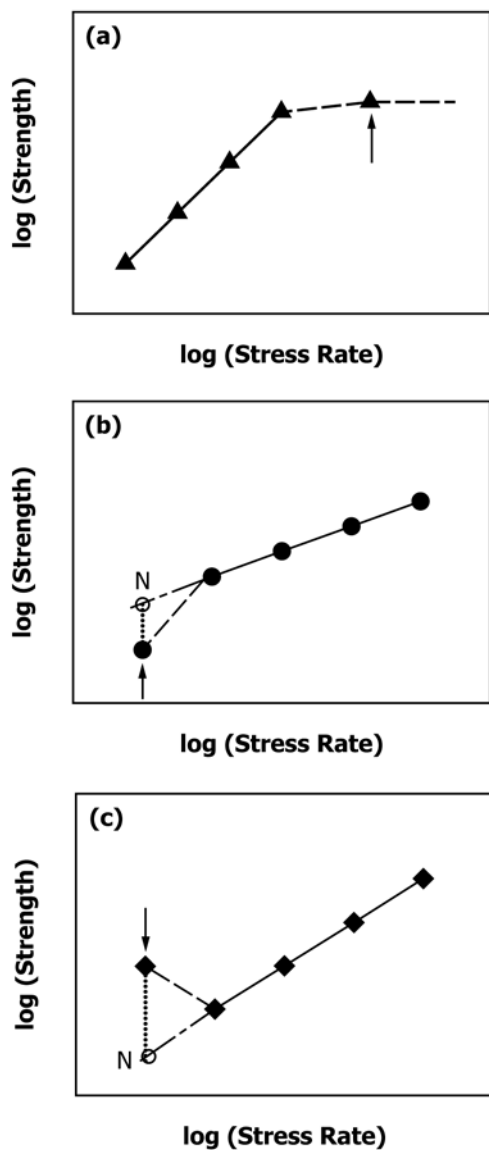 (a)
log (Strength)
log (Stress Rate)
(b)
log (Strength)
N
log (Stress Rate)
(c)
log (Strength)
N
log (Stress Rate)